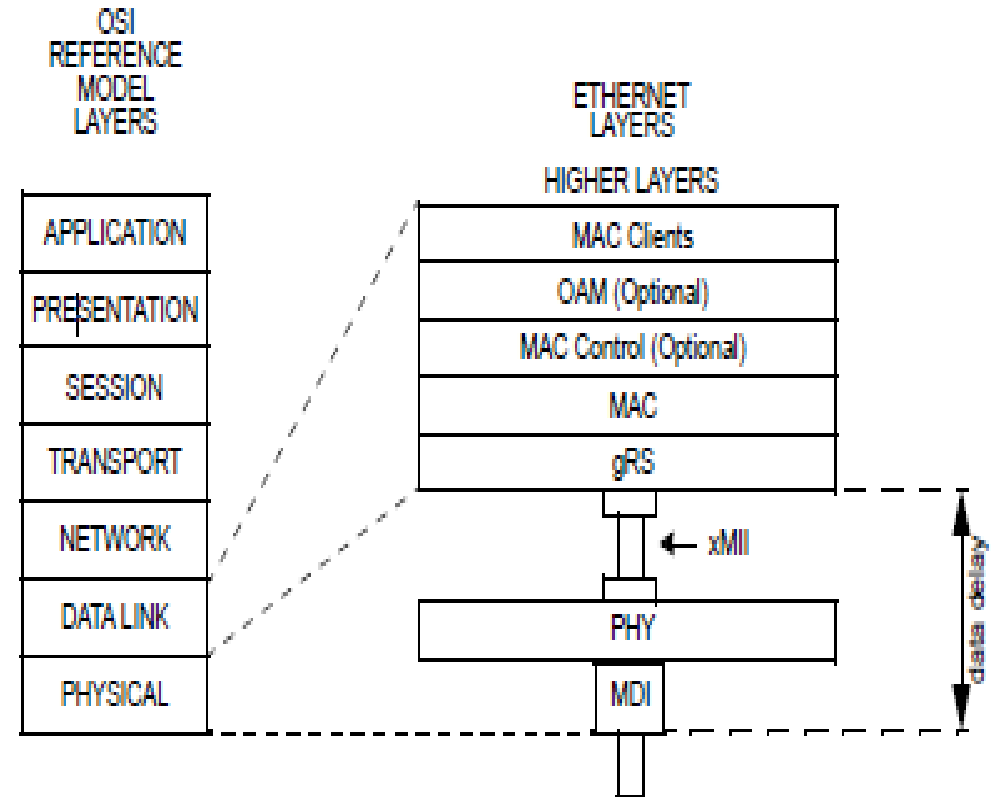 OSI
REFERENCE
MODEL
LAYERS
APPLICATION
PRESENTATION
SESSION
TRANSPORT
NETWORK
DATA LINK
PHYSICAL
ETHERNET
LAYERS
HIGHER LAYERS
MAC Clients
OAM (Optional)
MAC Control (Optional)
MAC
gRS
xMII
PHY
MDI
data delay